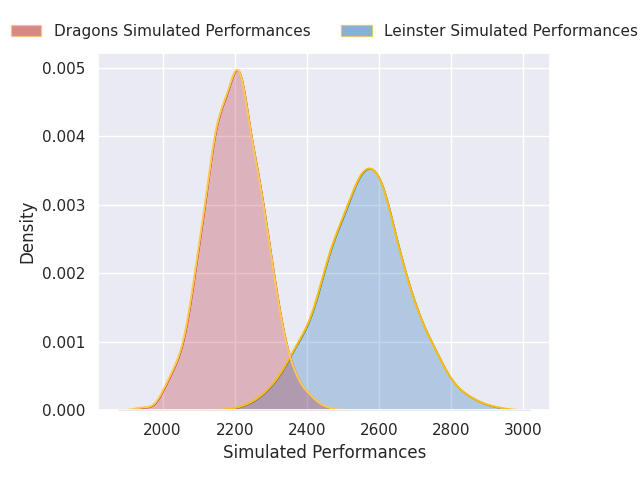 Dragons Simulated Performances Leinster Simulated Performances
0.005
0.004
0.003
0.002
0.001
0.000
Density
2000 2200 2400 2600 2800 3000
Simulated Performances